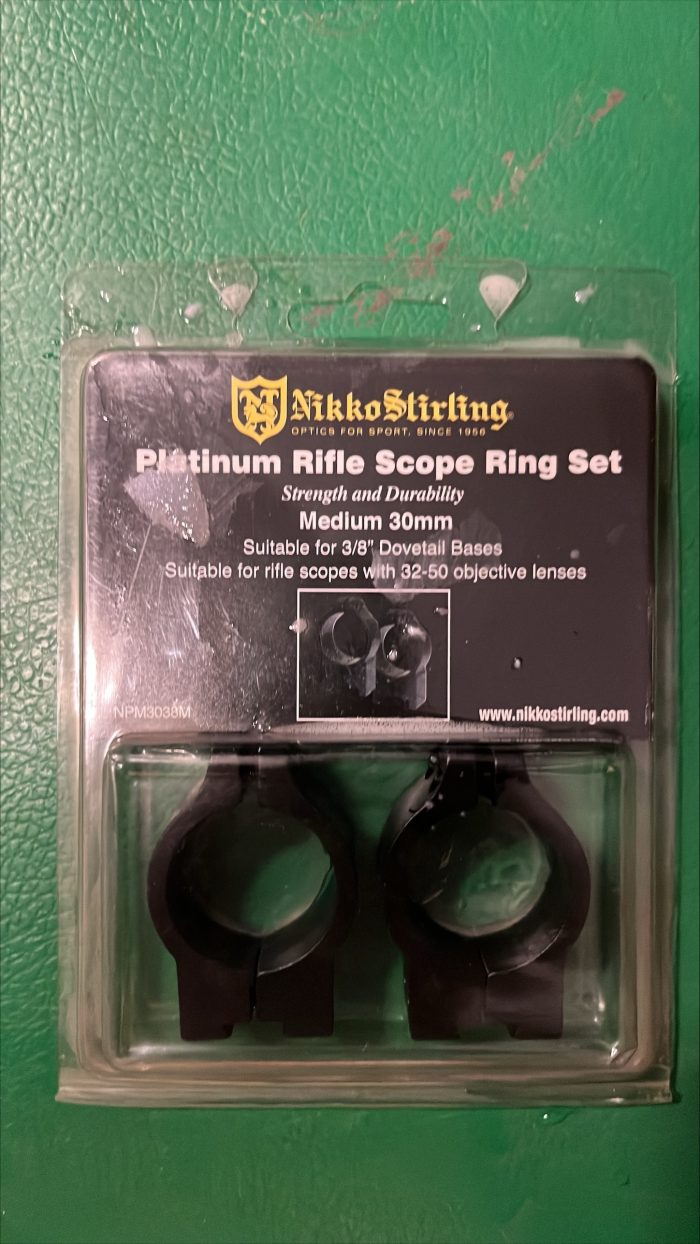 NikkoStirling
OPTICS FOR SPORT, SINCE 1956
Platinum Rifle Scope Ring Set
Strength and Durability
Medium 30mm
Suitable for 3/8" Dovetail Bases
Suitable for rifle scopes with 32-50 objective lenses
NPM3038M
www.nikkostirling.com